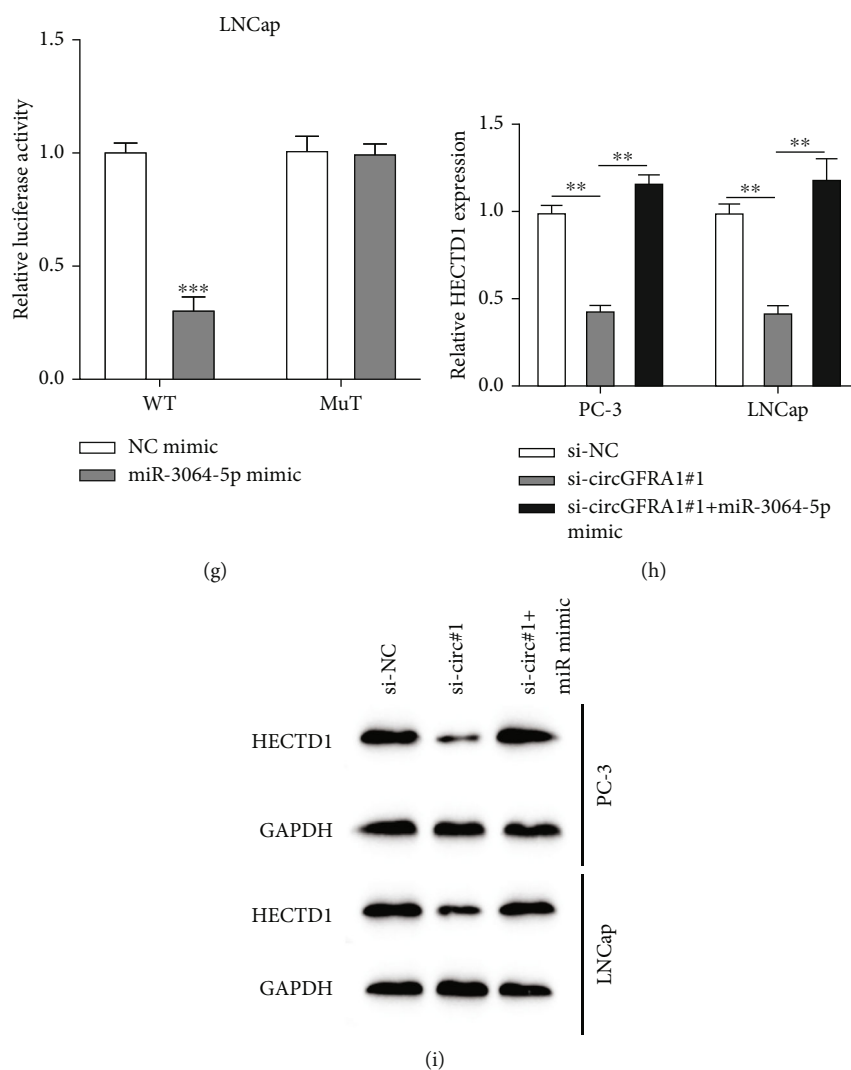 LNCap
Relative luciferase activity
1.5
1.0
0.5
0.0
***
WT
MuT
NC mimic
miR-3064-5p mimic
(g)
Relative HECTD1 expression
1.5
1.0
0.5
0.0
**
**
**
**
PC-3
LNCap
si-NC
si-circGFRA1#1
si-circGFRA1#1+miR-3064-5p
mimic
(h)
si-NC
si-circ#1
si-circ#1+
miR mimic
HECTD1
GAPDH
PC-3
HECTD1
GAPDH
LNCap
(i)